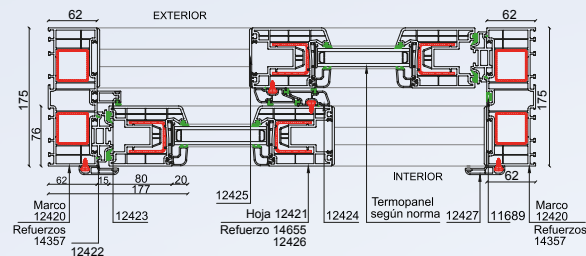 EXTERIOR
62
62
175
175
76
INTERIOR
62
15
80
20
62
177
Marco
12420
Refuerzos
14357
12422
12423
12425
Hoja 12421
Refuerzo 14655
12426
12424
Termopanel
según norma
12427
11689
Marco
12420
Refuerzos
14357